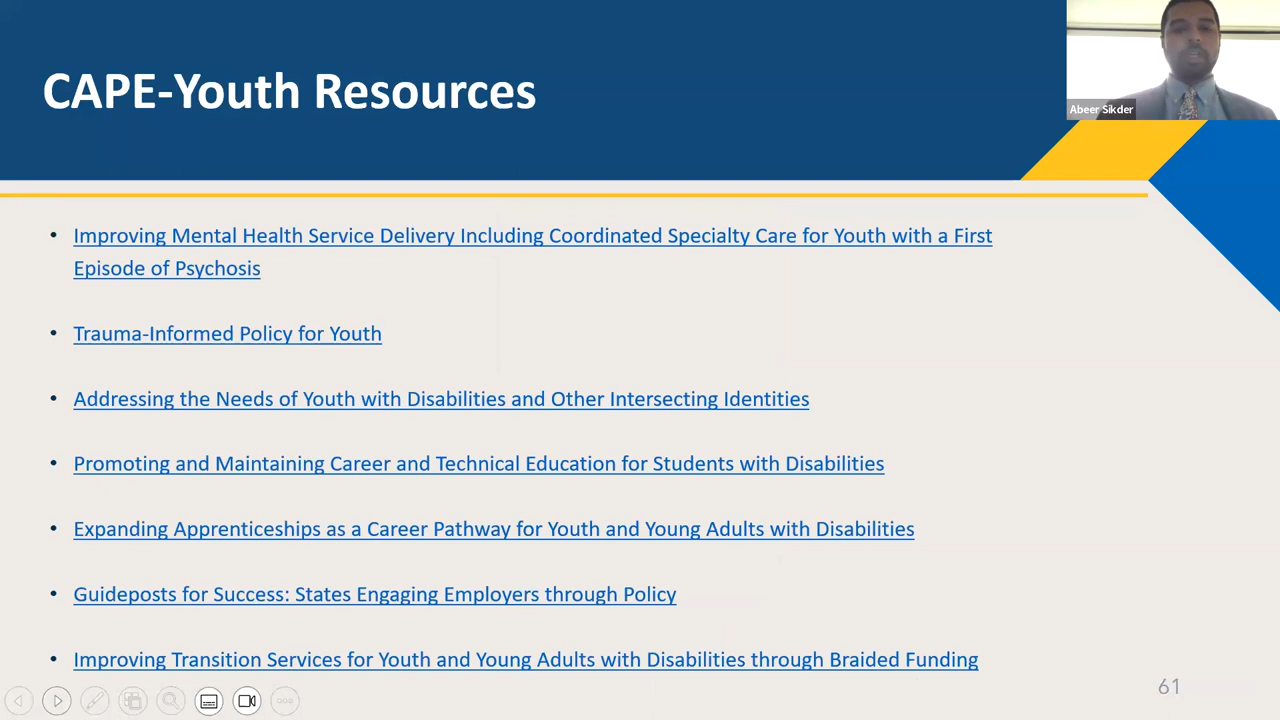 CAPE-Youth Resources
Abeer Sikder
• Improving Mental Health Service Delivery Including Coordinated Specialty Care for Youth with a First
Episode of Psychosis
• Trauma-Informed Policy for Youth
• Addressing the Needs of Youth with Disabilities and Other Intersecting Identities
• Promoting and Maintaining Career and Technical Education for Students with Disabilities
• Expanding Apprenticeships as a Career Pathway for Youth and Young Adults with Disabilities
• Guideposts for Success: States Engaging Employers through Policy
• Improving Transition Services for Youth and Young Adults with Disabilities through Braided Funding
61